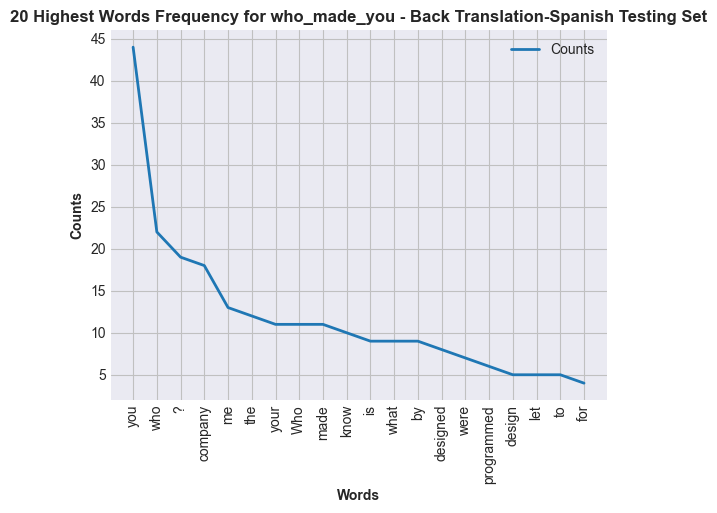 20 Highest Words Frequency for who_made_you - Back Translation-Spanish Testing Set
Counts
45
40
35
30
25
20
15
10
5
Counts
you
who
?
company
me
the
your
Who
made
know
is
what
by
designed
were
programmed
design
let
to
for
Words